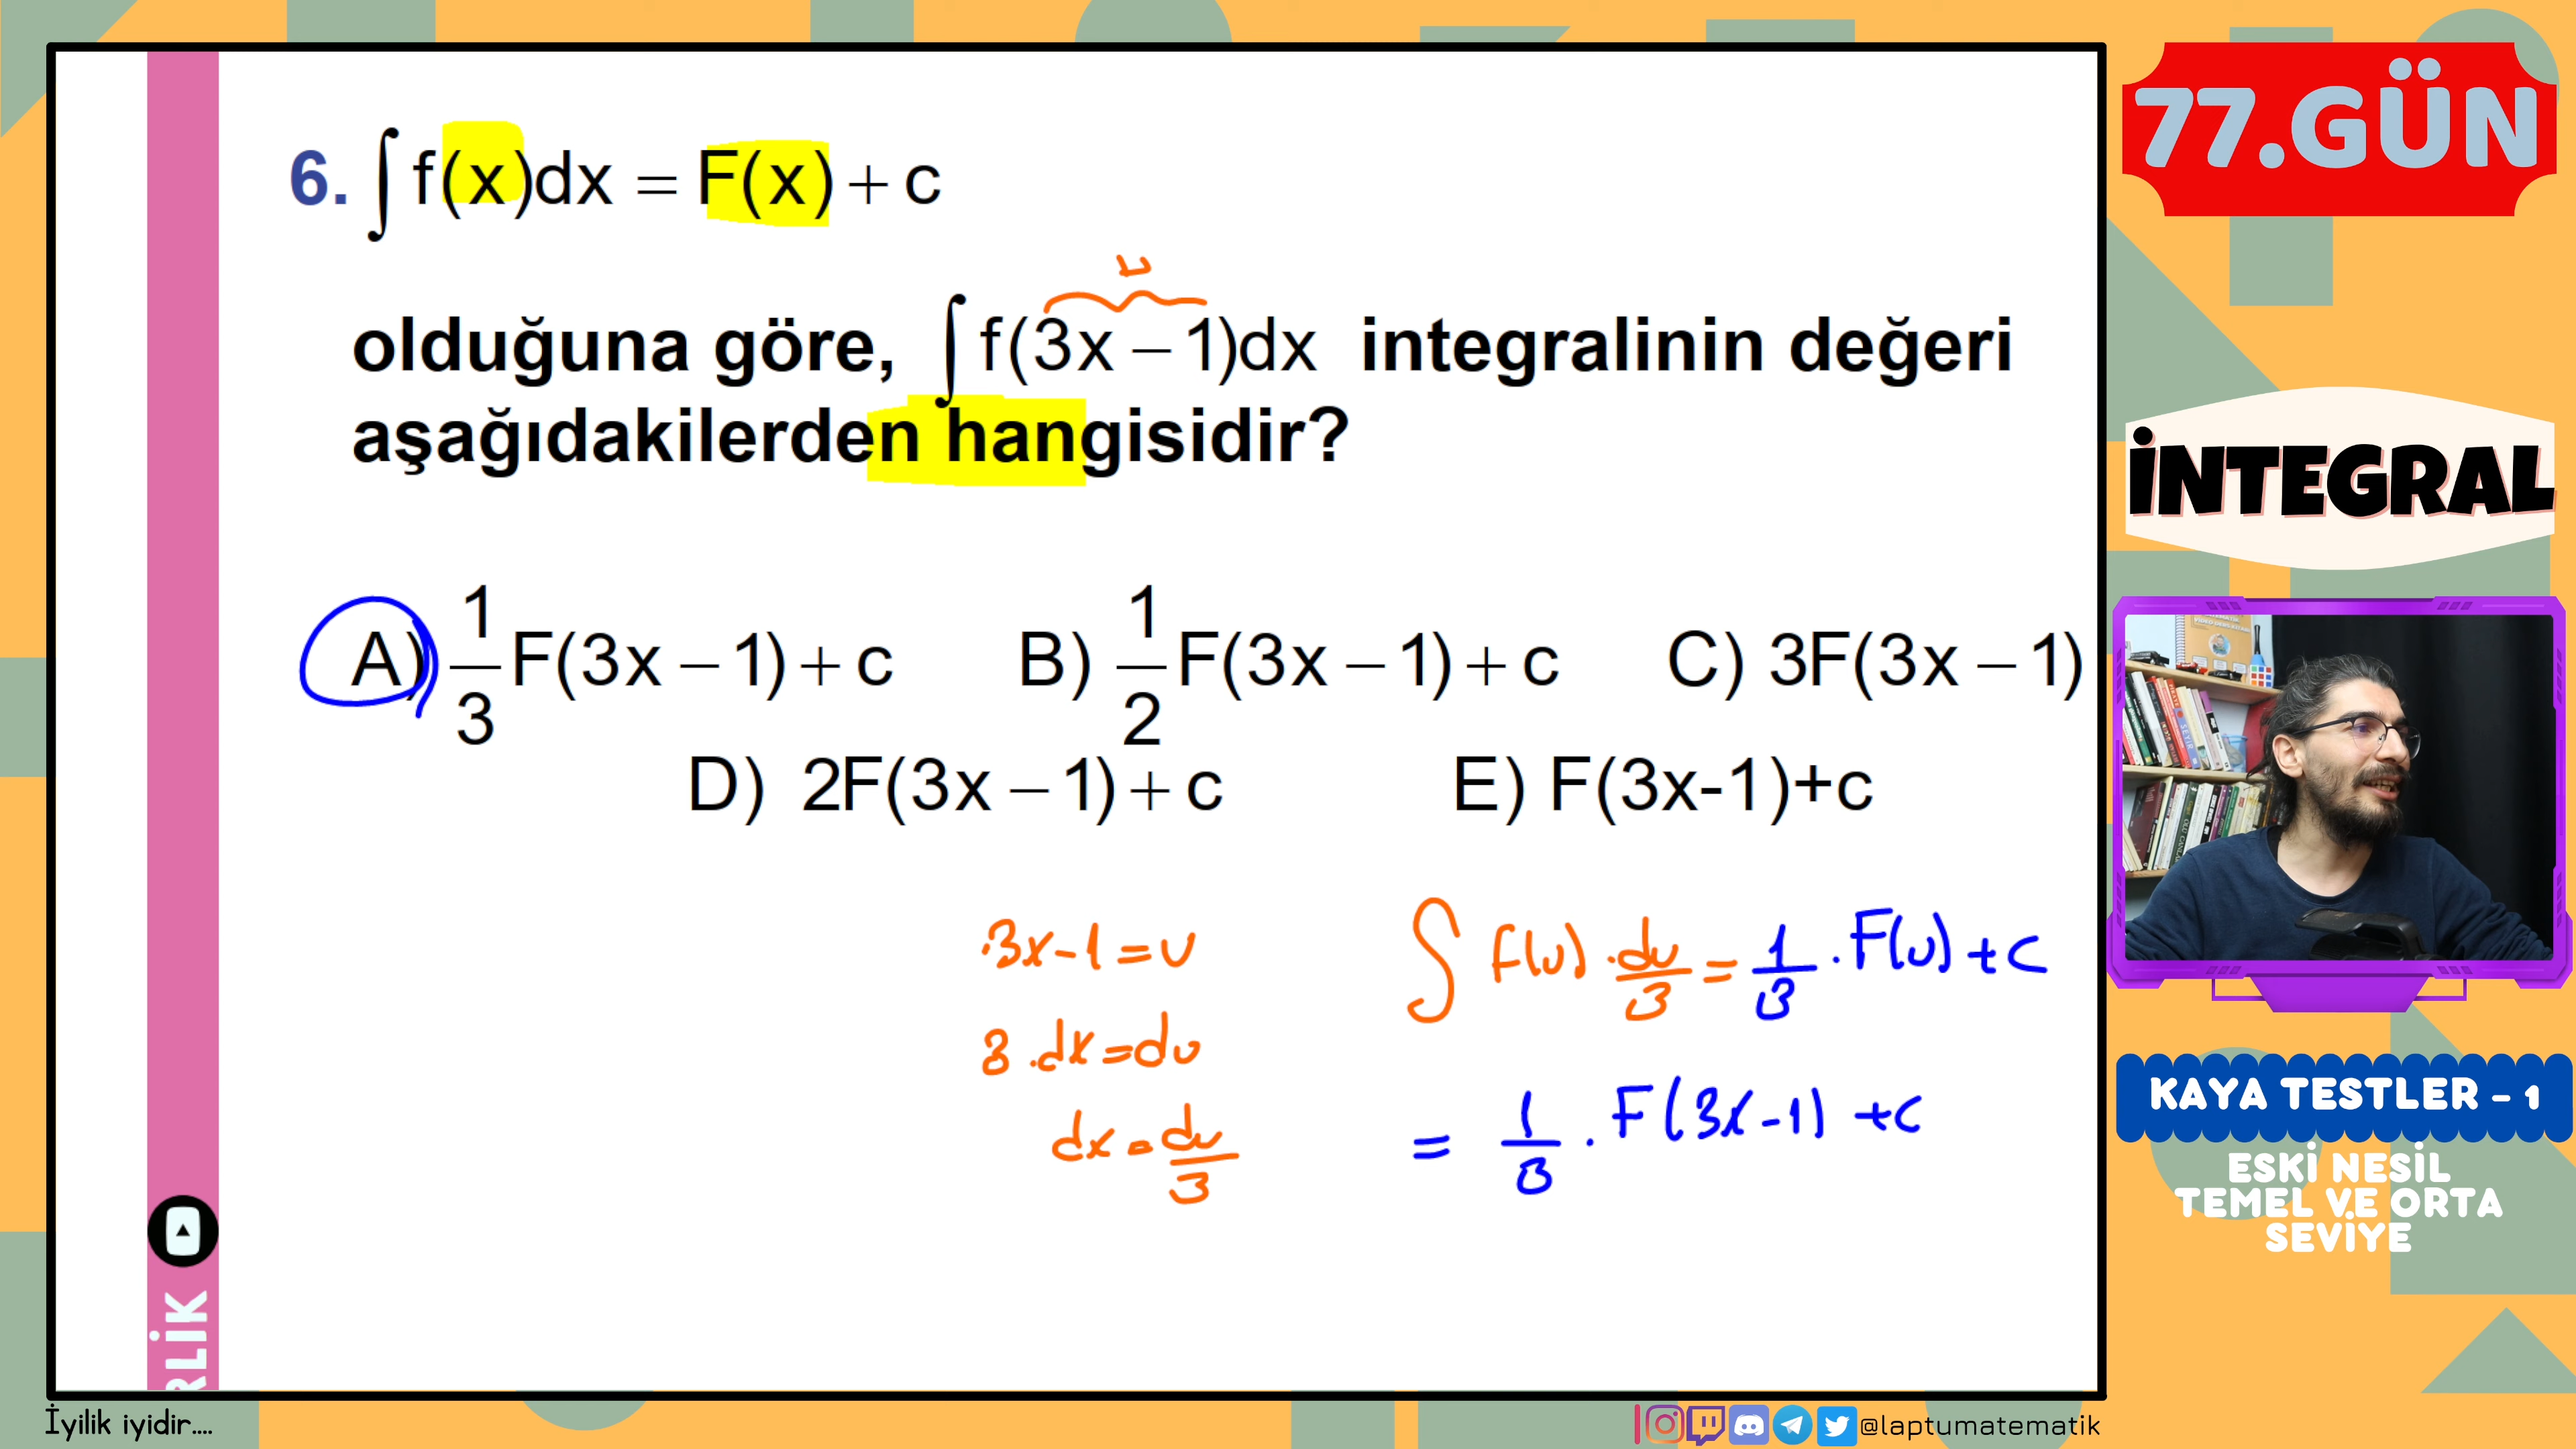 77.GÜN
6. ∫ f(x)dx = F(x) + c
u
olduğuna göre, ∫ f(3x − 1)dx integralinin değeri
aşağıdakilerden hangisidir?
A) 1/3 F(3x − 1) + c B) 1/2 F(3x − 1) + c C) 3F(3x − 1)
D) 2F(3x − 1) + c E) F(3x-1)+c
3x-1=u
3.dx=du
dx=du/3
∫ f(u).du/3=1/3.F(u)+c
= 1/3.F(3x-1)+c
İNTEGRAL
KAYA TESTLER - 1
ESKİ NESİL
TEMEL VE ORTA
SEVİYE
RLİK
İyilik iyidir....
@laptumatematik